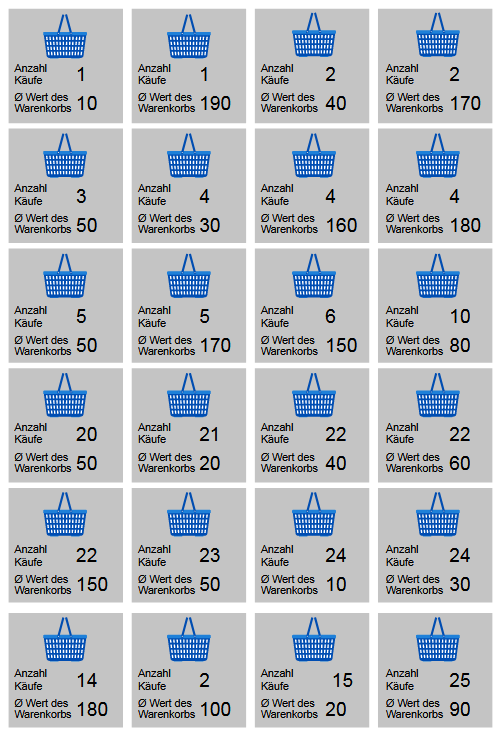 Anzahl
Käufe 1
Ø Wert des
Warenkorbs 10
Anzahl
Käufe 1
Ø Wert des
Warenkorbs 190
Anzahl
Käufe 2
Ø Wert des
Warenkorbs 40
Anzahl
Käufe 2
Ø Wert des
Warenkorbs 170
Anzahl
Käufe 3
Ø Wert des
Warenkorbs 50
Anzahl
Käufe 4
Ø Wert des
Warenkorbs 30
Anzahl
Käufe 4
Ø Wert des
Warenkorbs 160
Anzahl
Käufe 4
Ø Wert des
Warenkorbs 180
Anzahl
Käufe 5
Ø Wert des
Warenkorbs 50
Anzahl
Käufe 5
Ø Wert des
Warenkorbs 170
Anzahl
Käufe 6
Ø Wert des
Warenkorbs 150
Anzahl
Käufe 10
Ø Wert des
Warenkorbs 80
Anzahl
Käufe 20
Ø Wert des
Warenkorbs 50
Anzahl
Käufe 21
Ø Wert des
Warenkorbs 20
Anzahl
Käufe 22
Ø Wert des
Warenkorbs 40
Anzahl
Käufe 22
Ø Wert des
Warenkorbs 60
Anzahl
Käufe 22
Ø Wert des
Warenkorbs 150
Anzahl
Käufe 23
Ø Wert des
Warenkorbs 50
Anzahl
Käufe 24
Ø Wert des
Warenkorbs 10
Anzahl
Käufe 24
Ø Wert des
Warenkorbs 30
Anzahl
Käufe 14
Ø Wert des
Warenkorbs 180
Anzahl
Käufe 2
Ø Wert des
Warenkorbs 100
Anzahl
Käufe 15
Ø Wert des
Warenkorbs 20
Anzahl
Käufe 25
Ø Wert des
Warenkorbs 90